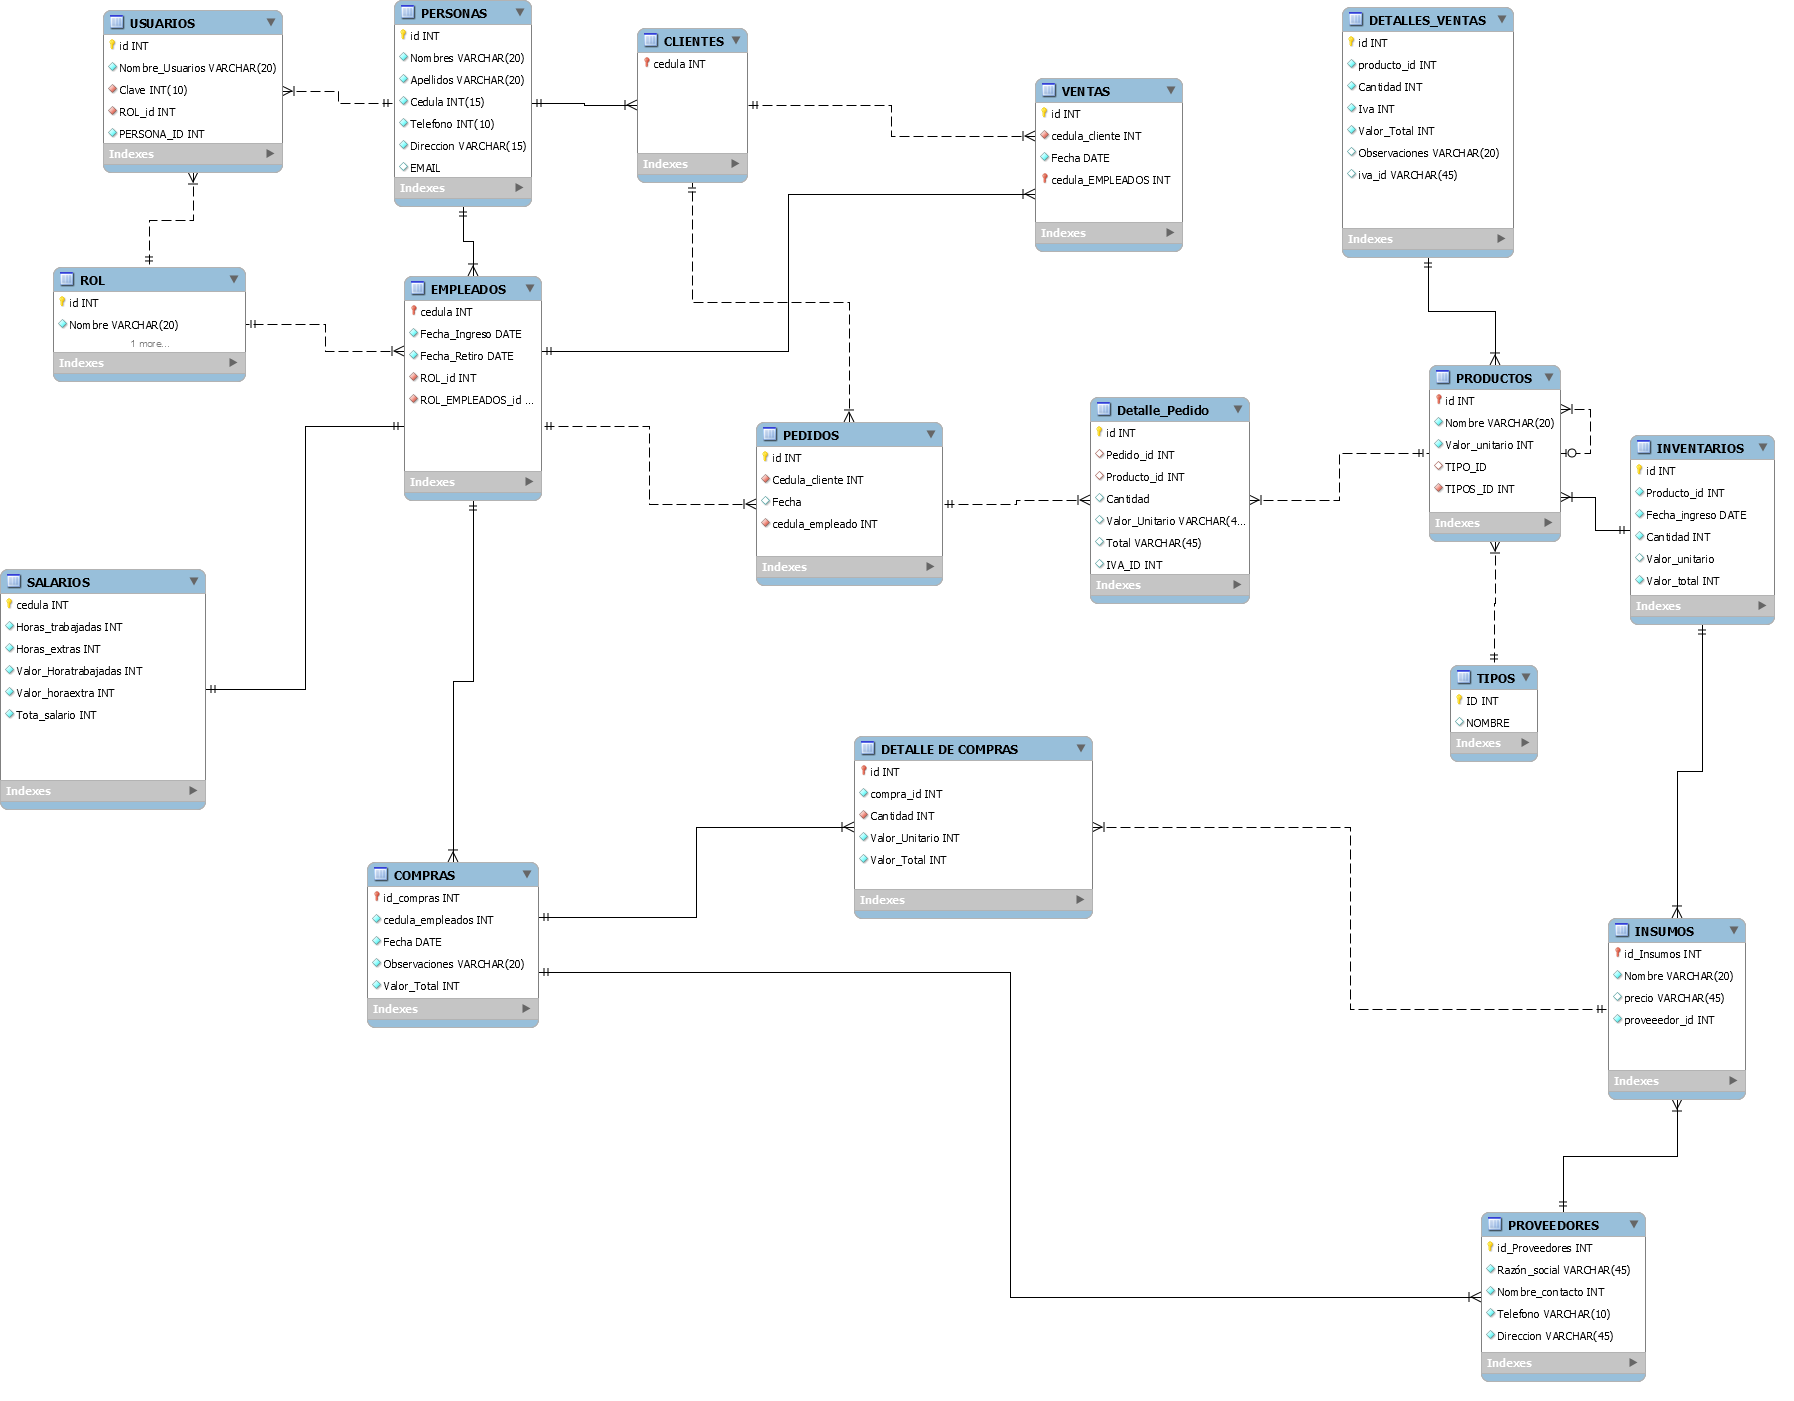 USUARIOS
id INT
Nombre_Usuarios VARCHAR(20)
Clave INT(10)
ROL_id INT
PERSONA_ID INT
Indexes
PERSONAS
id INT
Nombres VARCHAR(20)
Apellidos VARCHAR(20)
Cedula INT(15)
Telefono INT(10)
Direccion VARCHAR(15)
EMAIL
Indexes
CLIENTES
cedula INT
Indexes
VENTAS
id INT
cedula_cliente INT
Fecha DATE
cedula_EMPLEADOS INT
Indexes
DETALLES_VENTAS
id INT
producto_id INT
Cantidad INT
Iva INT
Valor_Total INT
Observaciones VARCHAR(20)
iva_id VARCHAR(45)
Indexes
ROL
id INT
Nombre VARCHAR(20)
1 more...
Indexes
EMPLEADOS
cedula INT
Fecha_Ingreso DATE
Fecha_Retiro DATE
ROL_id INT
ROL_EMPLEADOS_id ...
Indexes
PEDIDOS
id INT
Cedula_cliente INT
Fecha
cedula_empleado INT
Indexes
Detalle_Pedido
id INT
Pedido_id INT
Producto_id INT
Cantidad
Valor_Unitario VARCHAR(4...
Total VARCHAR(45)
IVA_ID INT
Indexes
PRODUCTOS
id INT
Nombre VARCHAR(20)
Valor_unitario INT
TIPO_ID
TIPOS_ID INT
Indexes
INVENTARIOS
id INT
Producto_id INT
Fecha_ingreso DATE
Cantidad INT
Valor_unitario
Valor_total INT
Indexes
SALARIOS
cedula INT
Horas_trabajadas INT
Horas_extras INT
Valor_Horatrabajadas INT
Valor_horaextra INT
Tota_salario INT
Indexes
TIPOS
ID INT
NOMBRE
Indexes
DETALLE DE COMPRAS
id INT
compra_id INT
Cantidad INT
Valor_Unitario INT
Valor_Total INT
Indexes
COMPRAS
id_compras INT
cedula_empleados INT
Fecha DATE
Observaciones VARCHAR(20)
Valor_Total INT
Indexes
INSUMOS
id_Insumos INT
Nombre VARCHAR(20)
precio VARCHAR(45)
proveeedor_id INT
Indexes
PROVEEDORES
id_Proveedores INT
Razón_social VARCHAR(45)
Nombre_contacto INT
Telefono VARCHAR(10)
Direccion VARCHAR(45)
Indexes